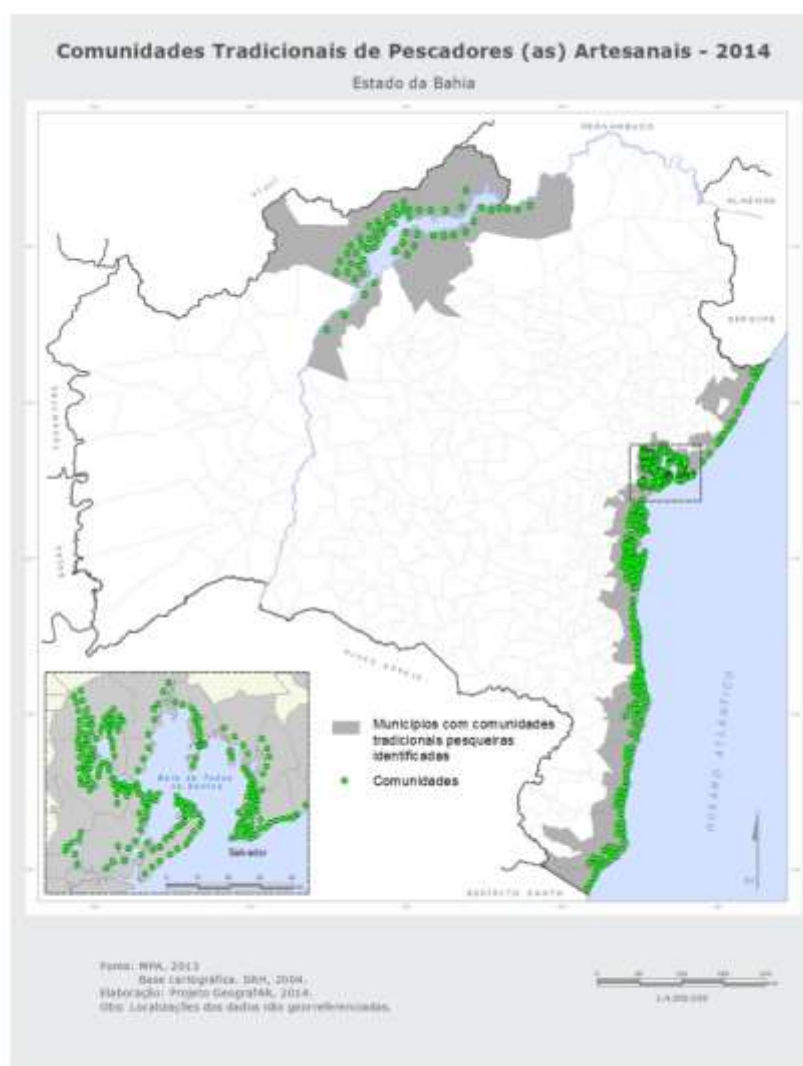 Comunidades Tradicionais de Pescadores (as) Artesanais - 2014
Estado da Bahia
PERNAMBUCO
PIAUÍ
ALAGOAS
SERGIPE
TOCANTINS
GOIÁS
MINAS GERAIS
OCEANO ATLÂNTICO
ESPÍRITO SANTO
Baía de Todos
os Santos
Salvador
Municípios com comunidades
tradicionais pesqueiras
identificadas
Comunidades
Fonte: MPA, 2013
Base cartográfica. SRH, 2004.
Elaboração: Projeto GeografAR, 2014.
Obs: Localizações dos dados não georreferenciadas.